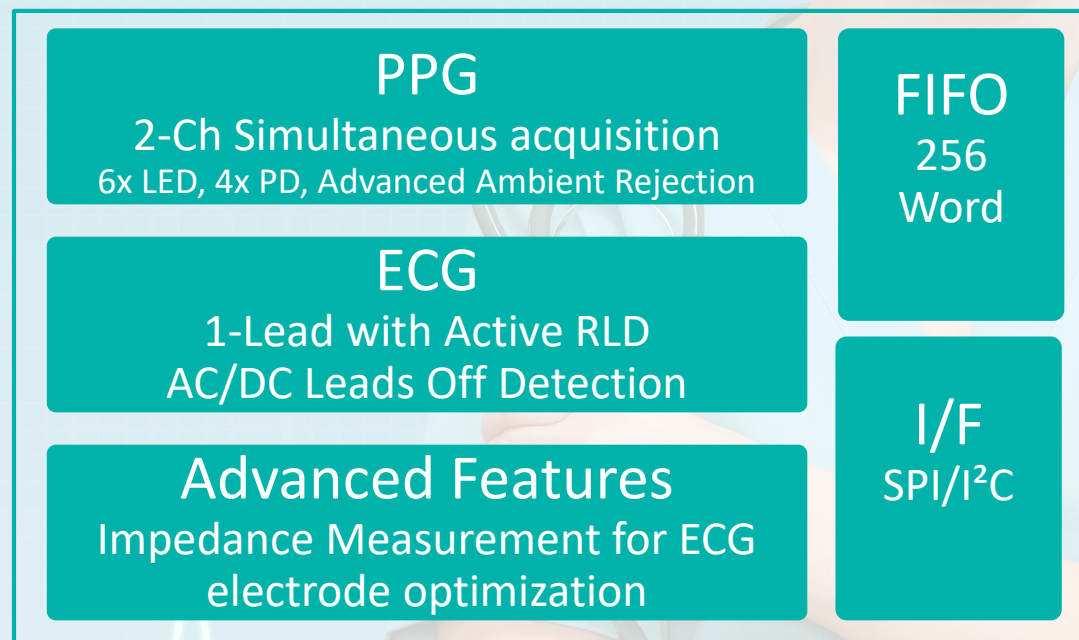 PPG
2-Ch Simultaneous acquisition
6x LED, 4x PD, Advanced Ambient Rejection
ECG
1-Lead with Active RLD
AC/DC Leads Off Detection
Advanced Features
Impedance Measurement for ECG
electrode optimization
FIFO
256
Word
I/F
SPI/I²C